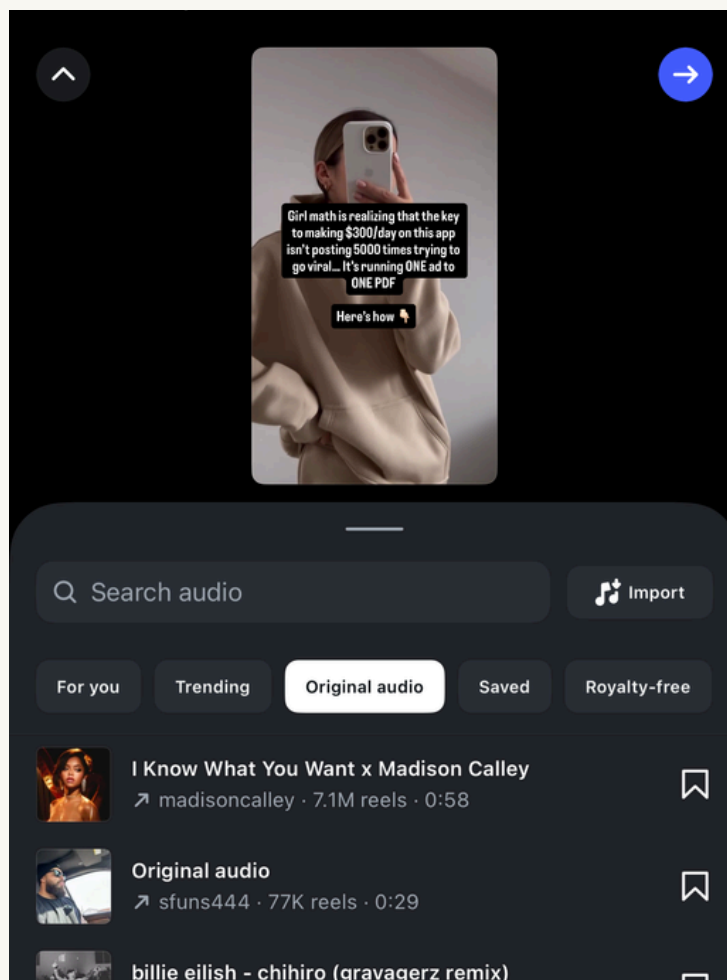 Girl math is realizing that the key
to making $300/day on this app
isn't posting 5000 times trying to
go viral... It's running ONE ad to
ONE PDF
Here's how 👇🏻
Search audio
Import
For you
Trending
Original audio
Saved
Royalty-free
I Know What You Want x Madison Calley
↗ madisoncalley · 7.1M reels · 0:58
Original audio
↗ sfuns444 · 77K reels · 0:29
billie eilish - chihiro (gravagerz remix)